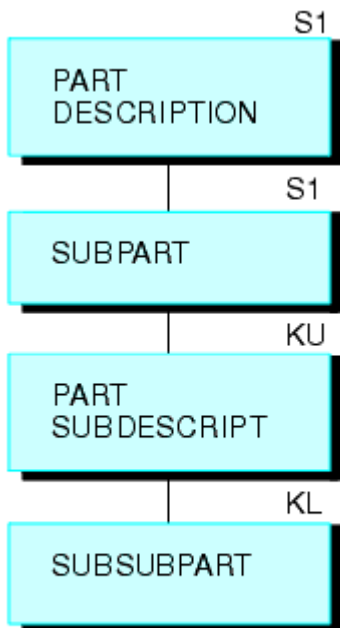 S1
PART
DESCRIPTION
S1
SUBPART
KU
PART
SUBDESCRIPT
KL
SUBSUBPART